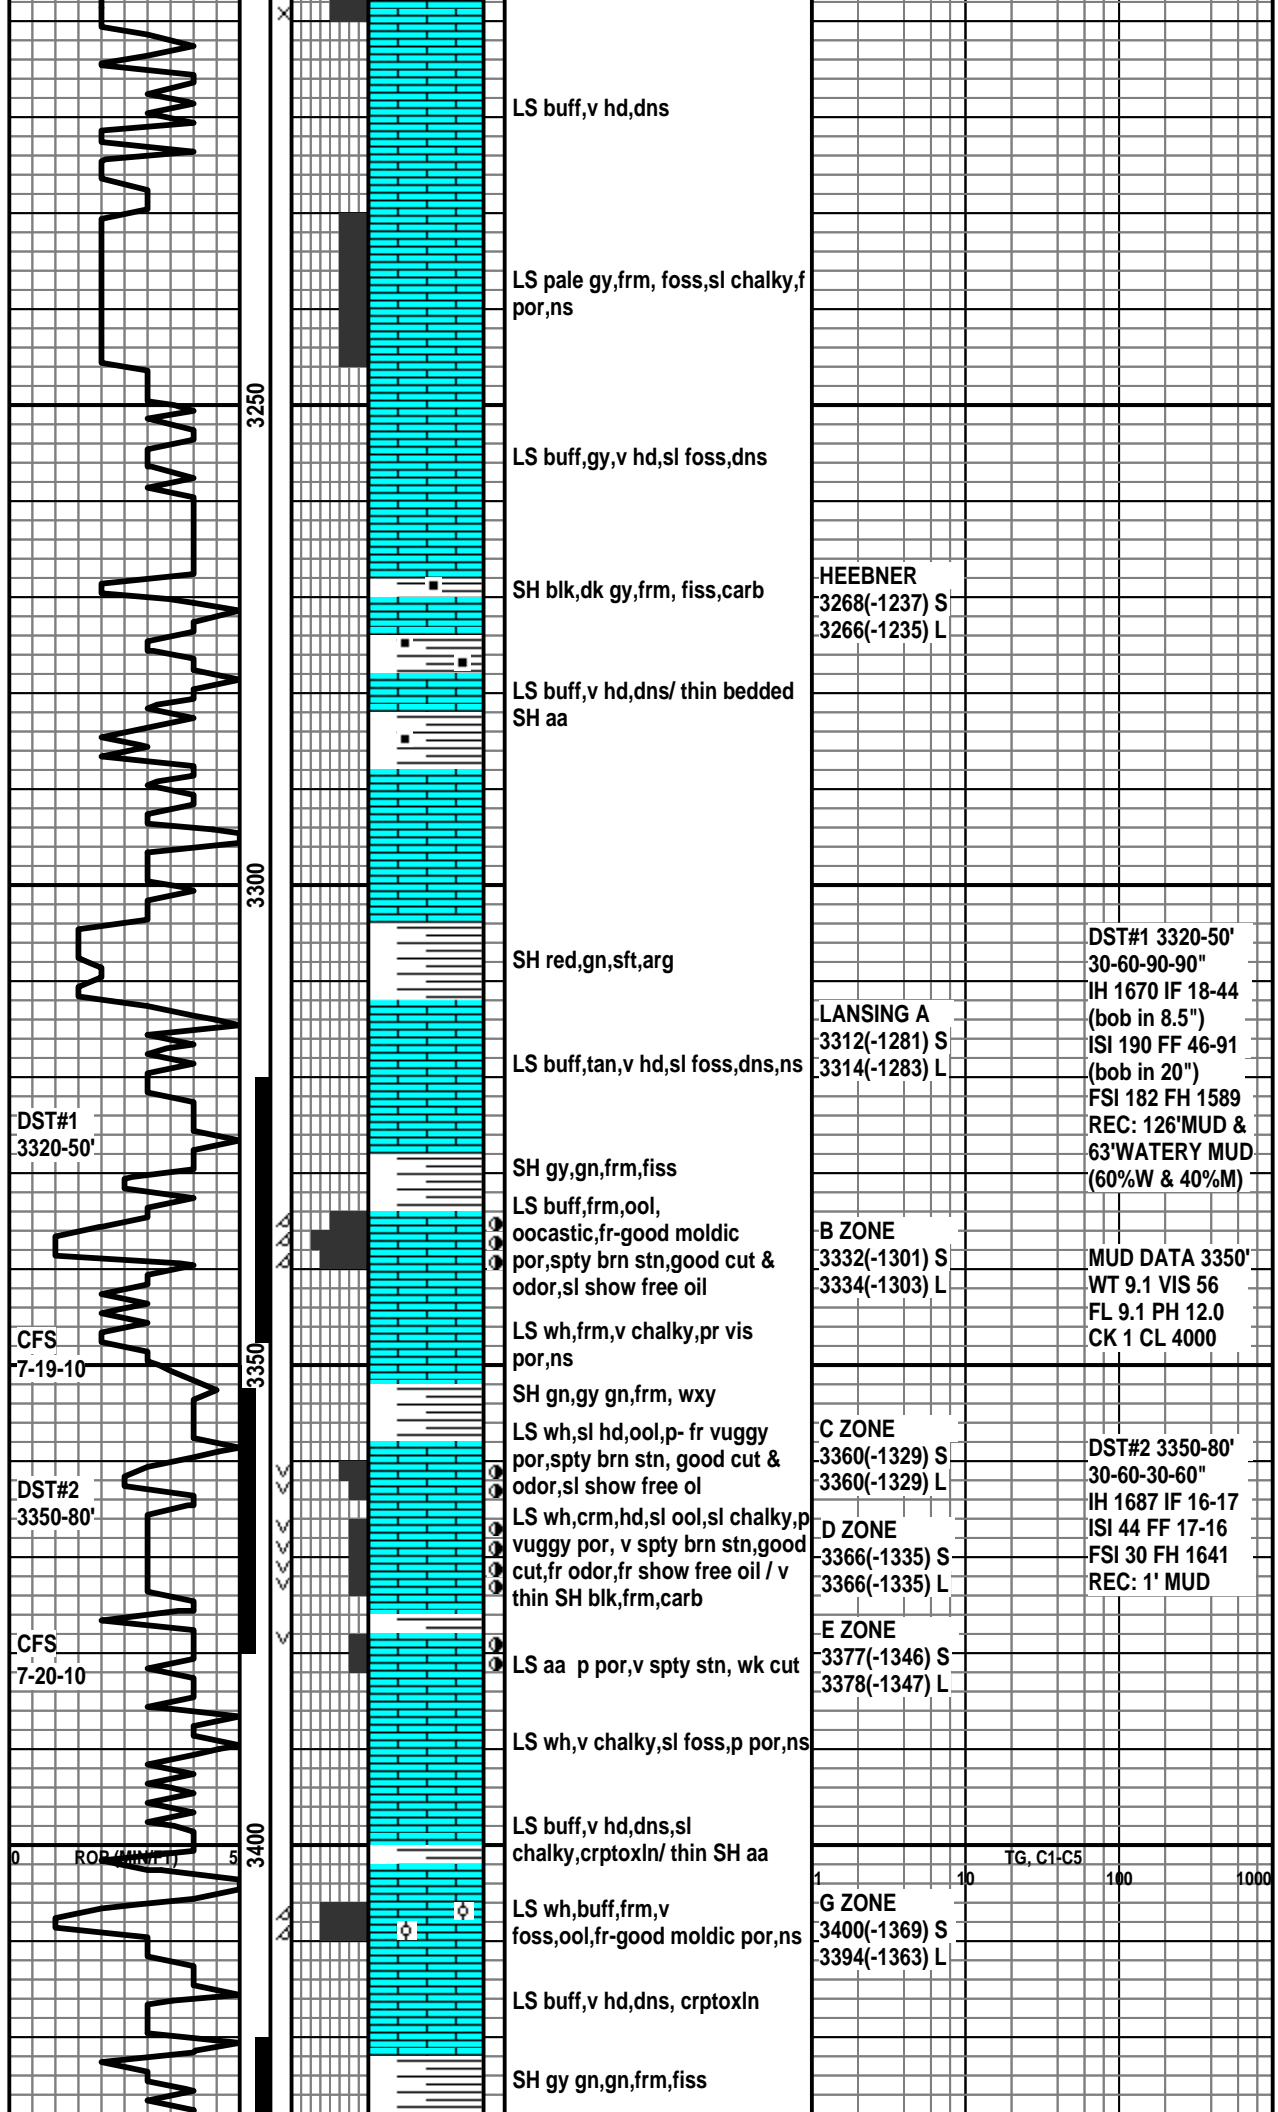 LS buff,v hd,dns
LS pale gy,frm, foss,sl chalky,f
por,ns
3250
LS buff,gy,v hd,sl foss,dns
SH blk,dk gy,frm, fiss,carb
HEEBNER
3268(-1237) S
3266(-1235) L
LS buff,v hd,dns/ thin bedded
SH aa
3300
SH red,gn,sft,arg
DST#1 3320-50'
30-60-90-90"
IH 1670 IF 18-44
(bob in 8.5")
ISI 190 FF 46-91
(bob in 20")
FSI 182 FH 1589
REC: 126'MUD &
63'WATERY MUD
(60%W & 40%M)
LANSING A
3312(-1281) S
3314(-1283) L
LS buff,tan,v hd,sl foss,dns,ns
DST#1
3320-50'
SH gy,gn,frm,fiss
LS buff,frm,ool,
oocastic,fr-good moldic
por,spty brn stn,good cut &
odor,sl show free oil
B ZONE
3332(-1301) S
3334(-1303) L
MUD DATA 3350'
WT 9.1 VIS 56
FL 9.1 PH 12.0
CK 1 CL 4000
LS wh,frm,v chalky,pr vis
por,ns
CFS
7-19-10
3350
SH gn,gy gn,frm, wxy
LS wh,sl hd,ool,p- fr vuggy
por,spty brn stn, good cut &
odor,sl show free ol
C ZONE
3360(-1329) S
3360(-1329) L
DST#2 3350-80'
30-60-30-60"
IH 1687 IF 16-17
ISI 44 FF 17-16
FSI 30 FH 1641
REC: 1' MUD
DST#2
3350-80'
LS wh,crm,hd,sl ool,sl chalky,p
vuggy por, v spty brn stn,good
cut,fr odor,fr show free oil / v
thin SH blk,frm,carb
D ZONE
3366(-1335) S
3366(-1335) L
E ZONE
3377(-1346) S
3378(-1347) L
CFS
7-20-10
LS aa  p por,v spty stn, wk cut
LS wh,v chalky,sl foss,p por,ns
LS buff,v hd,dns,sl
chalky,crptoxln/ thin SH aa
3400
0 ROP (MIN/FT) 5
TG, C1-C5
1 10 100 1000
LS wh,buff,frm,v
foss,ool,fr-good moldic por,ns
G ZONE
3400(-1369) S
3394(-1363) L
LS buff,v hd,dns, crptoxln
SH gy gn,gn,frm,fiss